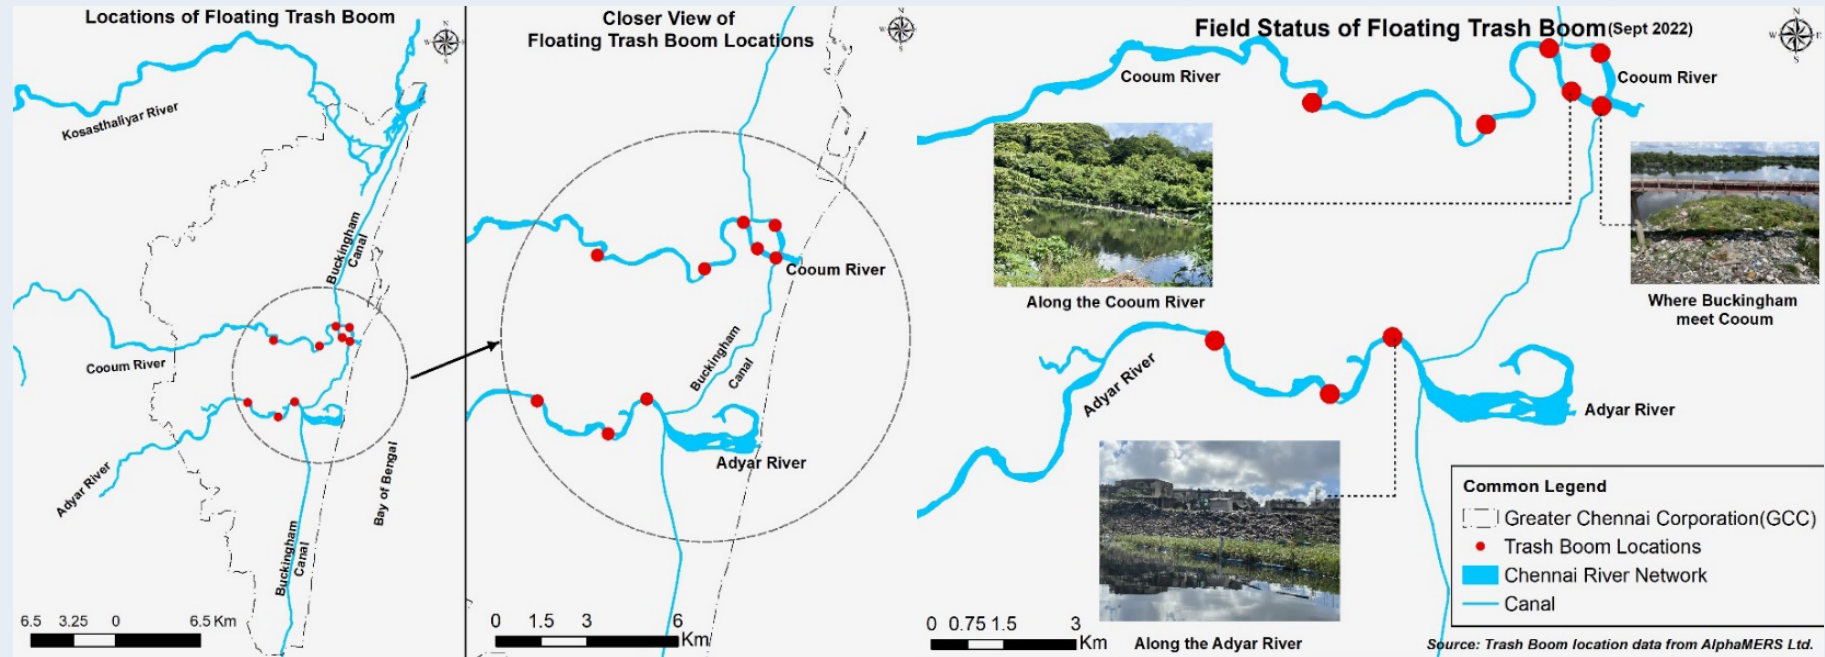 Locations of Floating Trash Boom
N
W
E
S
Kosasthaliyar River
Buckingham
Canal
Cooum River
Adyar River
Bay of Bengal
Buckingham
Canal
6.5 3.25 0 6.5 Km
Closer View of
Floating Trash Boom Locations
N
W
E
S
Cooum River
Buckingham
Canal
Adyar River
0 1.5 3 6
Km
Field Status of Floating Trash Boom(Sept 2022)
N
W
E
S
Cooum River
Cooum River
Along the Cooum River
Where Buckingham
meet Cooum
Adyar River
Adyar River
Along the Adyar River
0 0.75 1.5 3
Km
Common Legend
Greater Chennai Corporation(GCC)
Trash Boom Locations
Chennai River Network
Canal
Source: Trash Boom location data from AlphaMERS Ltd.